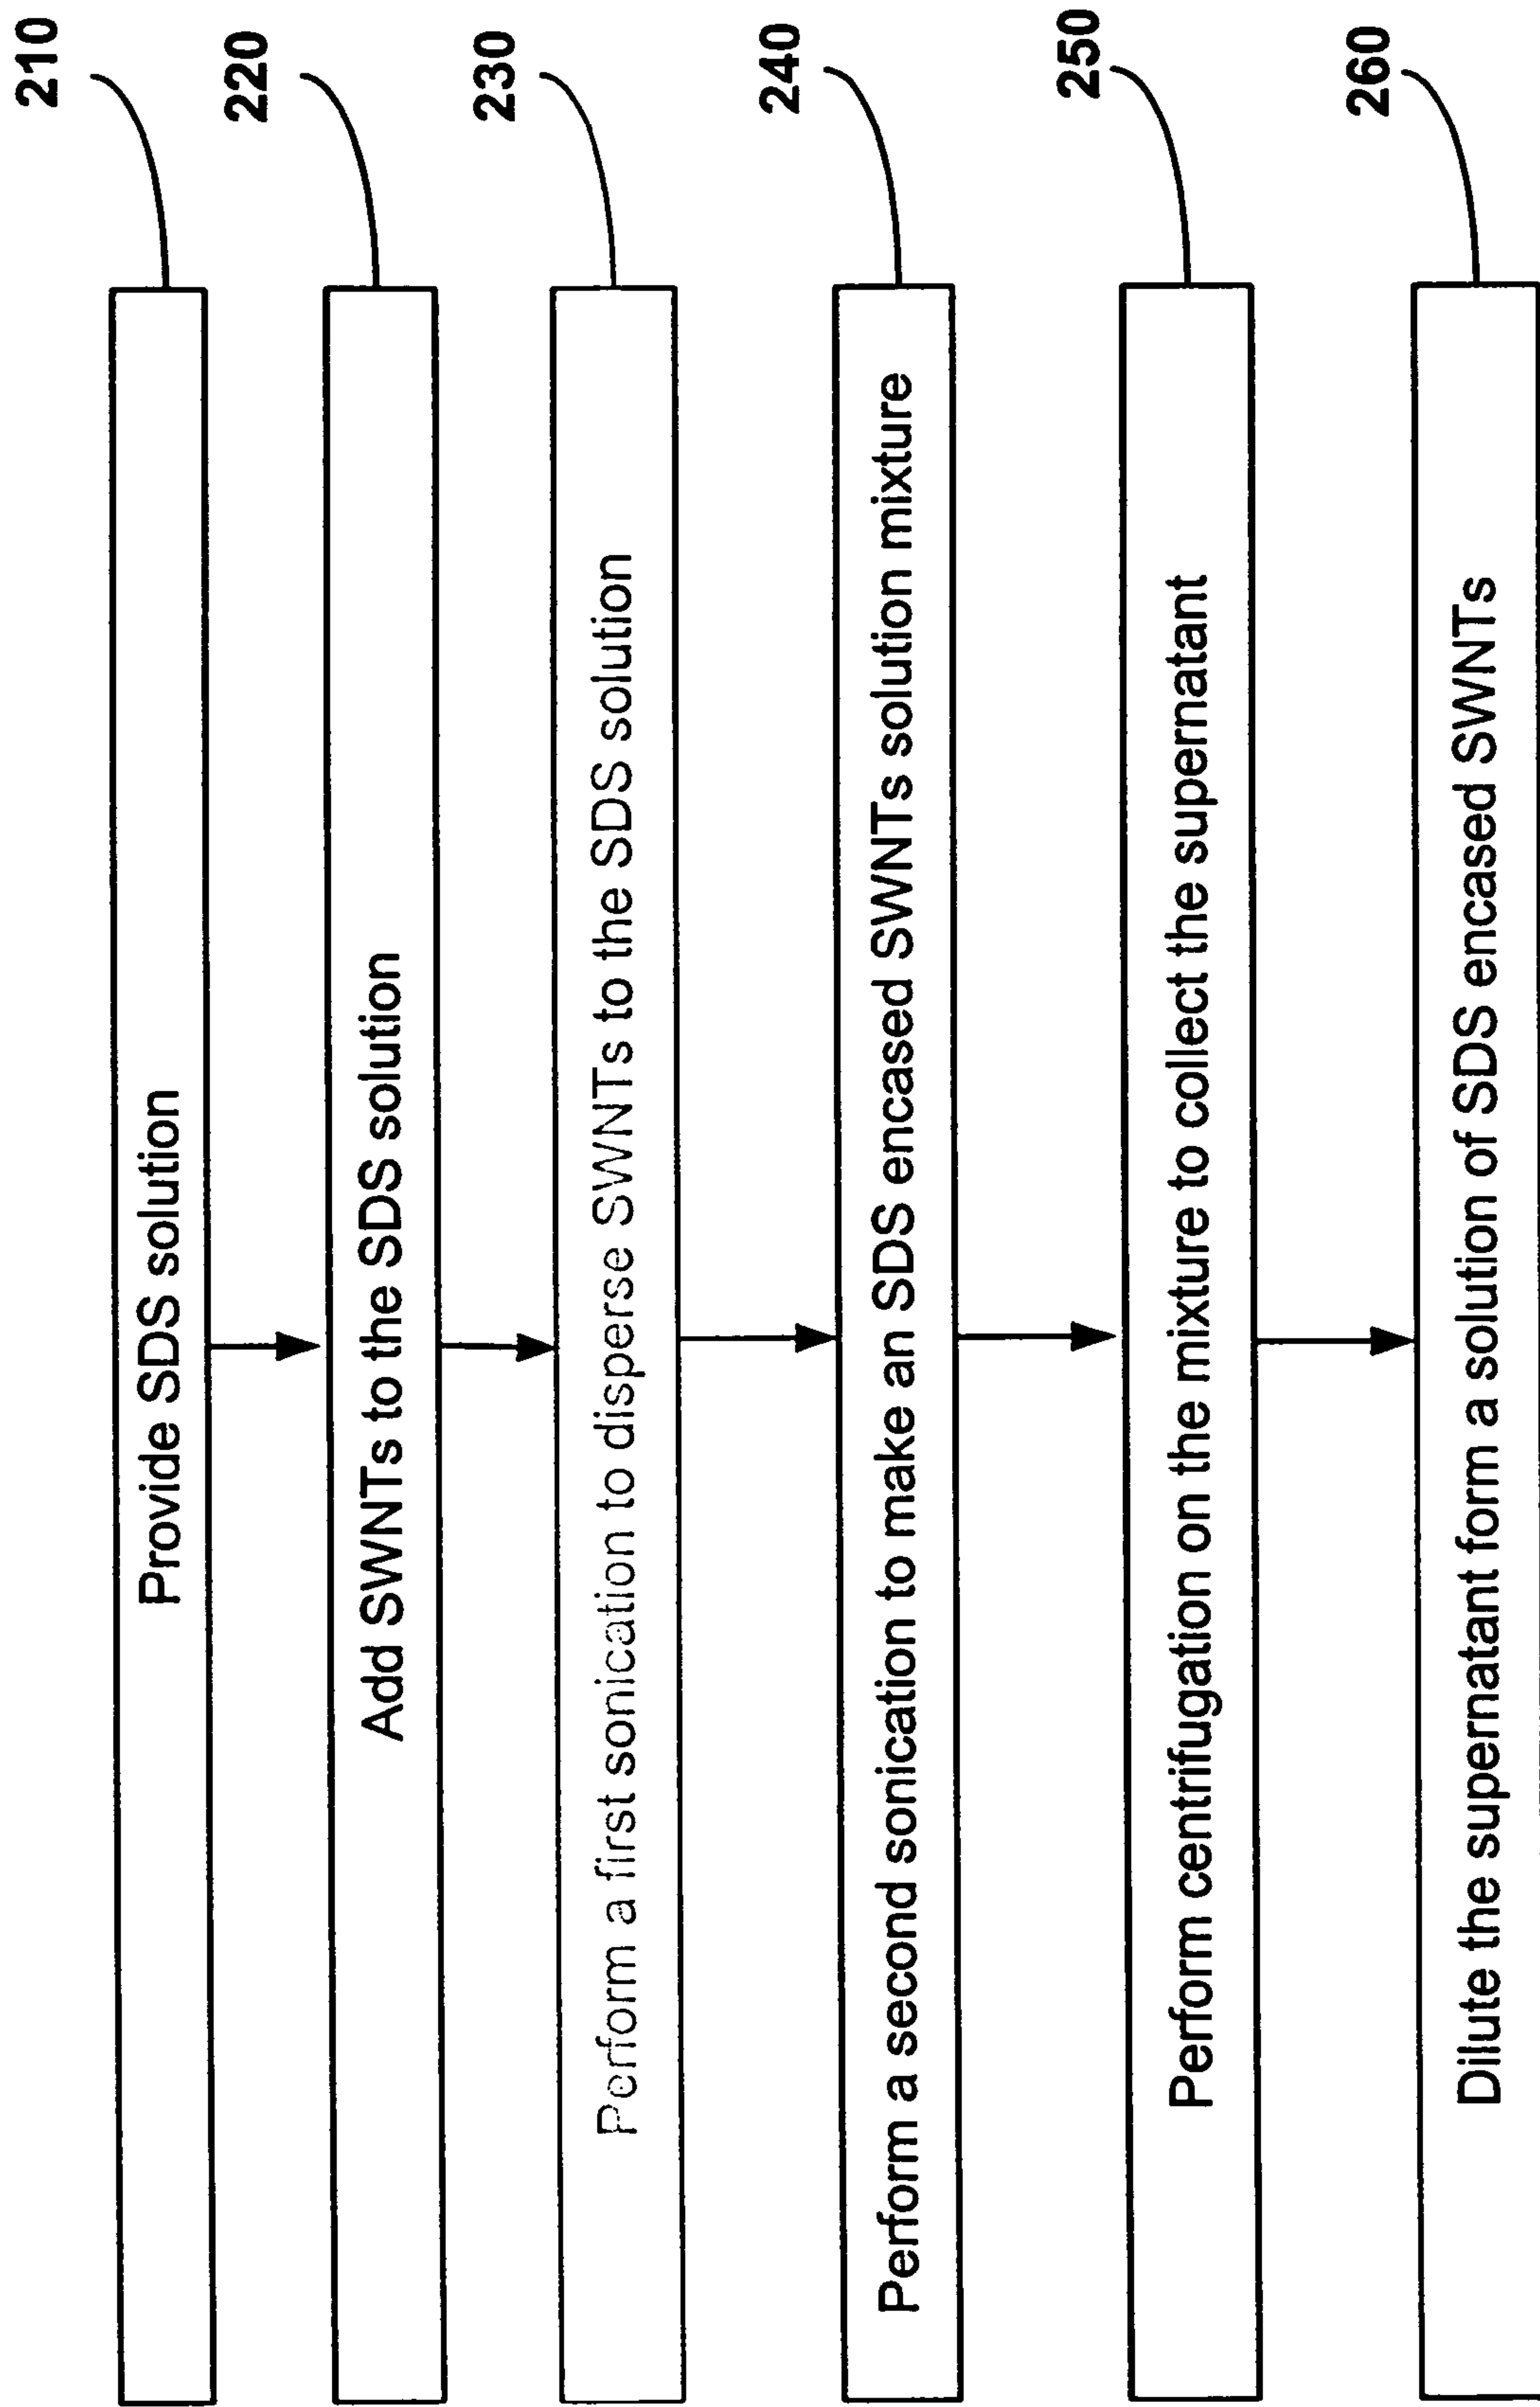 210
Provide SDS solution
220
Add SWNTs to the SDS solution
230
Perform a first sonication to disperse SWNTs to the SDS solution
240
Perform a second sonication to make an SDS encased SWNTs solution mixture
250
Perform centrifugation on the mixture to collect the supernatant
260
Dilute the supernatant form a solution of SDS encased SWNTs